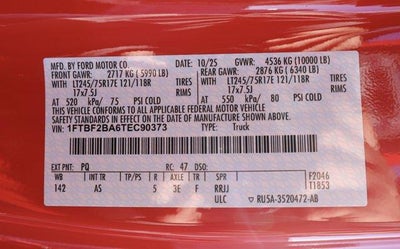 MFD. BY FORD MOTOR CO. 10/25 GVWR: 4536 KG (10000 LB)
FRONT GAWR: 2717 KG ( 5990 LB) REAR GAWR: 2876 KG ( 6340 LB)
WITH LT245/75R17E 121/118R TIRES WITH LT245/75R17E 121/118R TIRES
17x7.5J RIMS 17x7.5J RIMS
AT 520 kPa/ 75 PSI COLD AT 550 kPa/ 80 PSI COLD
THIS VEHICLE CONFORMS TO ALL APPLICABLE FEDERAL MOTOR VEHICLE
SAFETY STANDARDS IN EFFECT ON THE DATE OF MANUFACTURE SHOWN ABOVE.
VIN: 1FTBF2BA6TEC90373 TYPE: Truck
EXT PNT: PQ RC: 47 DSO: F2046
WB INT TR TP/PS R AXLE TR SPR T1853
142 AS 5 3E F RRJJ
ULC RU5A-3520472-AB